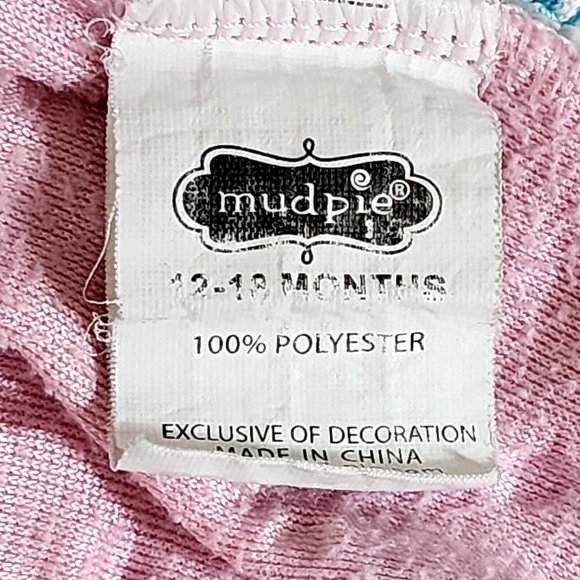 mudpie®
12-18 MONTHS
100% POLYESTER
EXCLUSIVE OF DECORATION
MADE IN CHINA